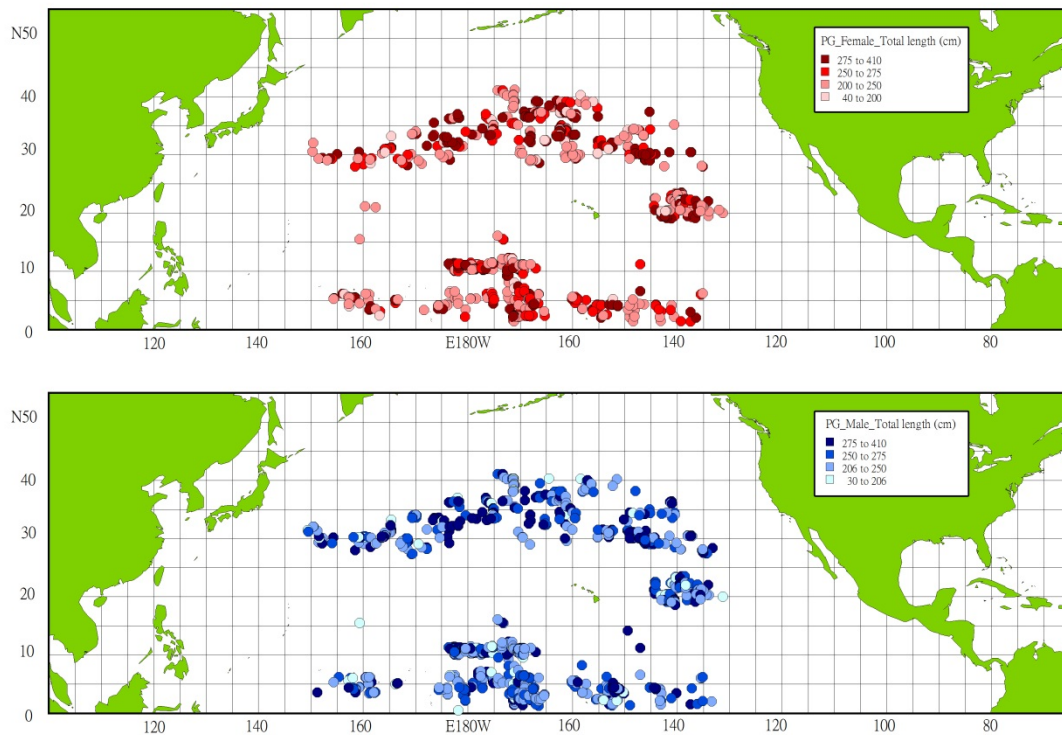 N50
40
30
20
10
0
120
140
160
E180W
160
140
120
100
80
PG_Female_Total length (cm)
275 to 410
250 to 275
200 to 250
40 to 200
N50
40
30
20
10
0
120
140
160
E180W
160
140
120
100
80
PG_Male_Total length (cm)
275 to 410
250 to 275
206 to 250
30 to 206